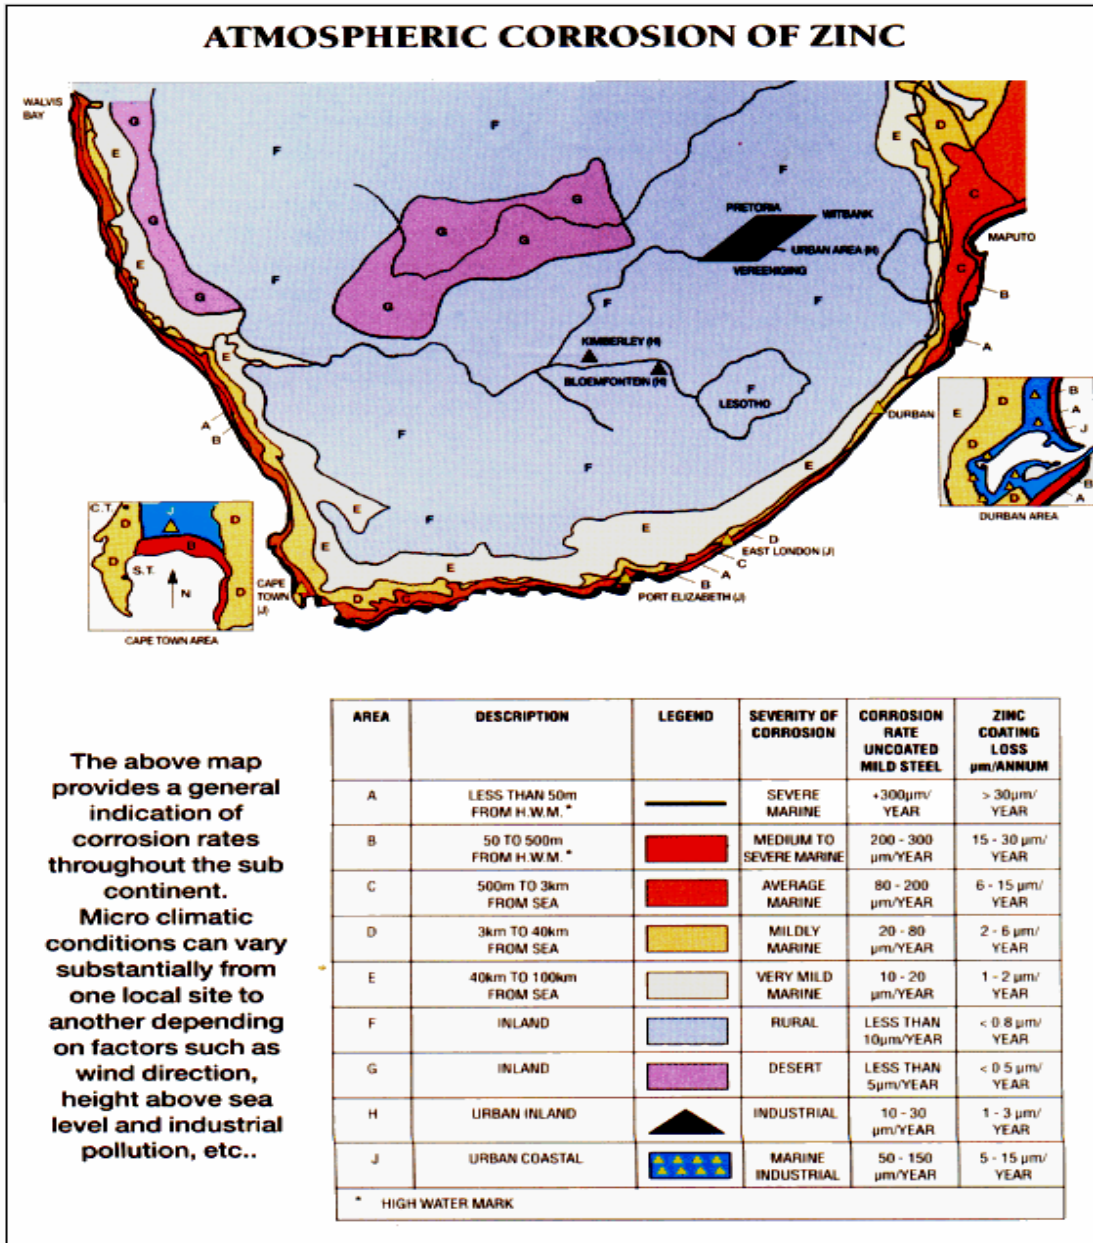 ATMOSPHERIC CORROSION OF ZINC
WALVIS
BAY
G
E
F
F
F
E
D
G
G
G
G
G
G
E
F
E
F
F
F
C
C
PRETORIA
WITBANK
URBAN AREA (H)
VEREENIGING
MAPUTO
B
A
KIMBERLEY (H)
BLOEMFONTEIN (H)
F
LESOTHO
DURBAN
E
A
B
F
F
E
F
E
E
E
E
D
C
D
EAST LONDON (J)
C
A
B
PORT ELIZABETH (J)
CAPE
TOWN
(J)
C.T.
J
D
D
B
D
D
S.T.
N
CAPE TOWN AREA
E
D
D
B
A
J
B
A
DURBAN AREA
The above map
provides a general
indication of
corrosion rates
throughout the sub
continent.
Micro climatic
conditions can vary
substantially from
one local site to
another depending
on factors such as
wind direction,
height above sea
level and industrial
pollution, etc..
AREA DESCRIPTION LEGEND SEVERITY OF CORROSION CORROSION RATE UNCOATED MILD STEEL ZINC COATING LOSS µm/ANNUM
A LESS THAN 50m FROM H.W.M.* SEVERE MARINE +300µm/ YEAR > 30µm/ YEAR
B 50 TO 500m FROM H.W.M.* MEDIUM TO SEVERE MARINE 200 - 300 µm/YEAR 15 - 30 µm/ YEAR
C 500m TO 3km FROM SEA AVERAGE MARINE 80 - 200 µm/YEAR 6 - 15 µm/ YEAR
D 3km TO 40km FROM SEA MILDLY MARINE 20 - 80 µm/YEAR 2 - 6 µm/ YEAR
E 40km TO 100km FROM SEA VERY MILD MARINE 10 - 20 µm/YEAR 1 - 2 µm/ YEAR
F INLAND RURAL LESS THAN 10µm/YEAR < 0.8 µm/ YEAR
G INLAND DESERT LESS THAN 5µm/YEAR < 0.5 µm/ YEAR
H URBAN INLAND INDUSTRIAL 10 - 30 µm/YEAR 1 - 3 µm/ YEAR
J URBAN COASTAL MARINE INDUSTRIAL 50 - 150 µm/YEAR 5 - 15 µm/ YEAR
* HIGH WATER MARK